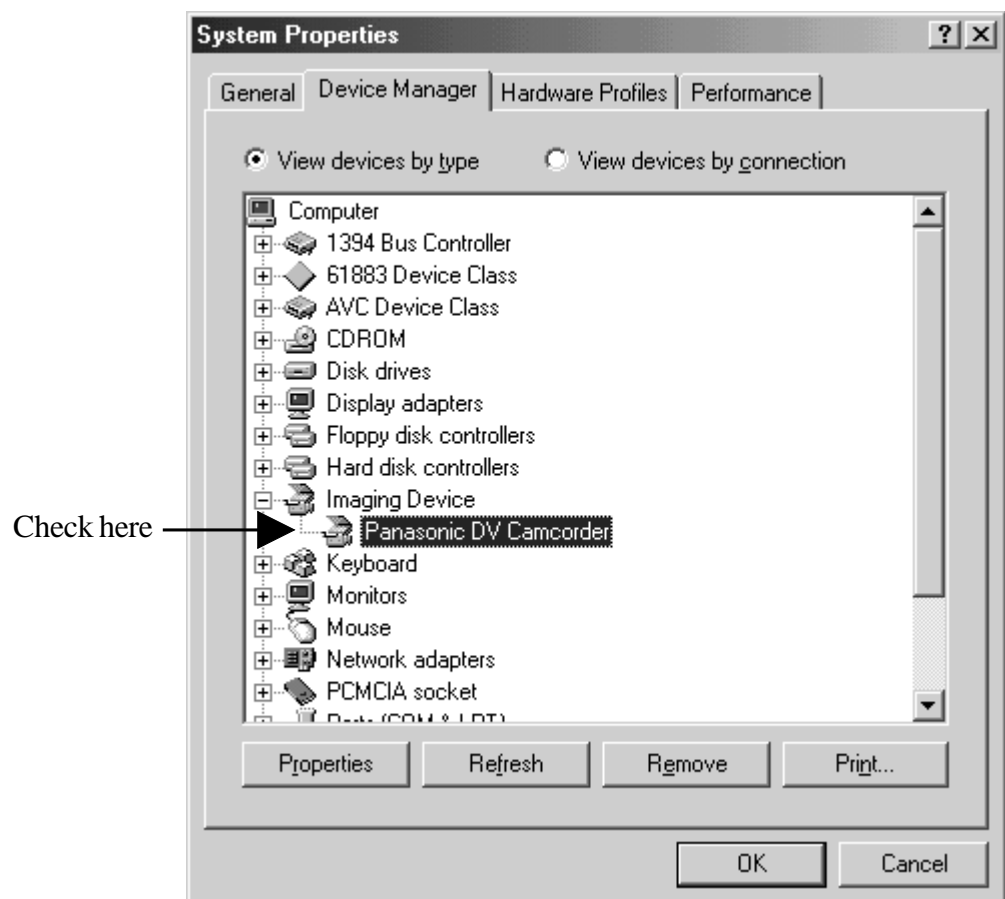 System Properties
General Device Manager Hardware Profiles Performance
View devices by type View devices by connection
Computer
1394 Bus Controller
61883 Device Class
AVC Device Class
CDROM
Disk drives
Display adapters
Floppy disk controllers
Hard disk controllers
Imaging Device
Check here Panasonic DV Camcorder
Keyboard
Monitors
Mouse
Network adapters
PCMCIA socket
Ports (COM & LPT)
Properties Refresh Remove Print...
OK Cancel